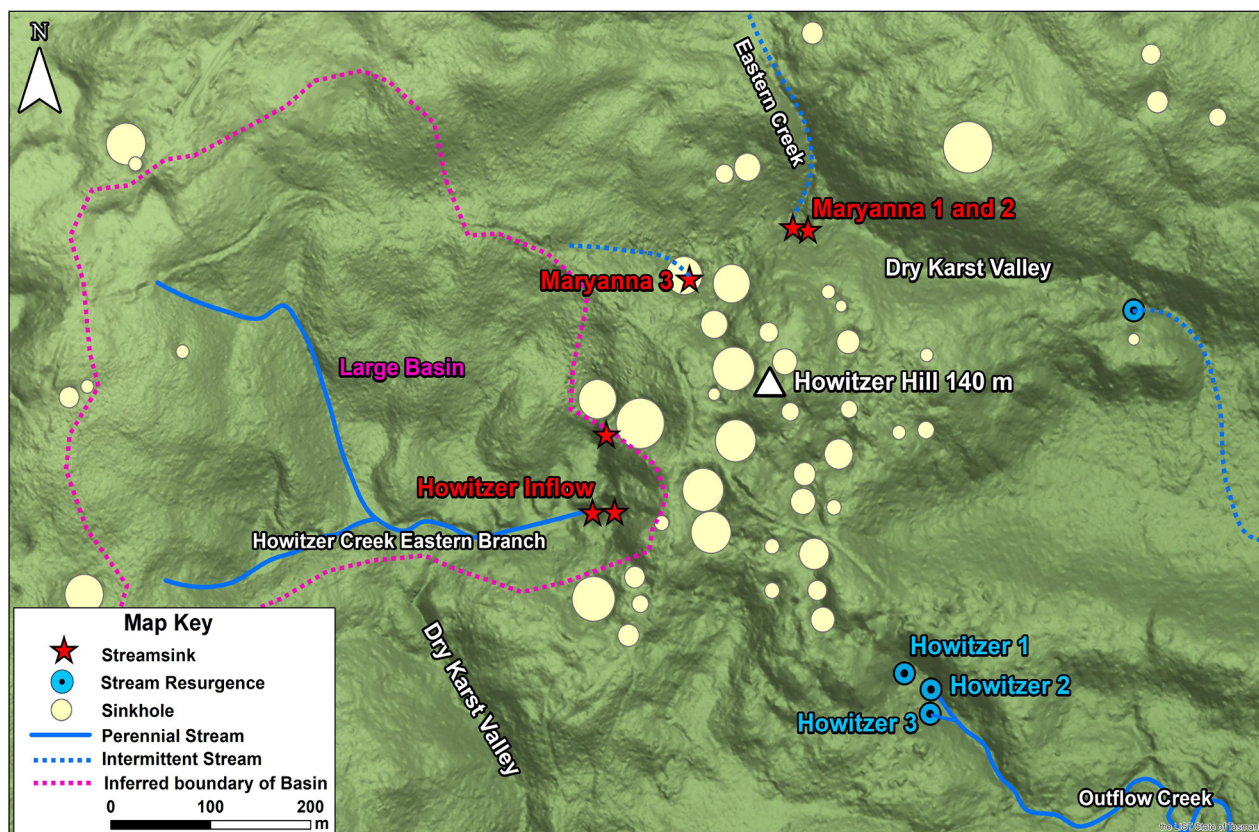 N
Eastern Creek
Maryanna 1 and 2
Dry Karst Valley
Maryanna 3
Large Basin
Howitzer Hill 140 m
Howitzer Inflow
Howitzer Creek Eastern Branch
Dry Karst Valley
Howitzer 1
Howitzer 2
Howitzer 3
Outflow Creek
Map Key
Streamsink
Stream Resurgence
Sinkhole
Perennial Stream
Intermittent Stream
Inferred boundary of Basin
0 100 200
m